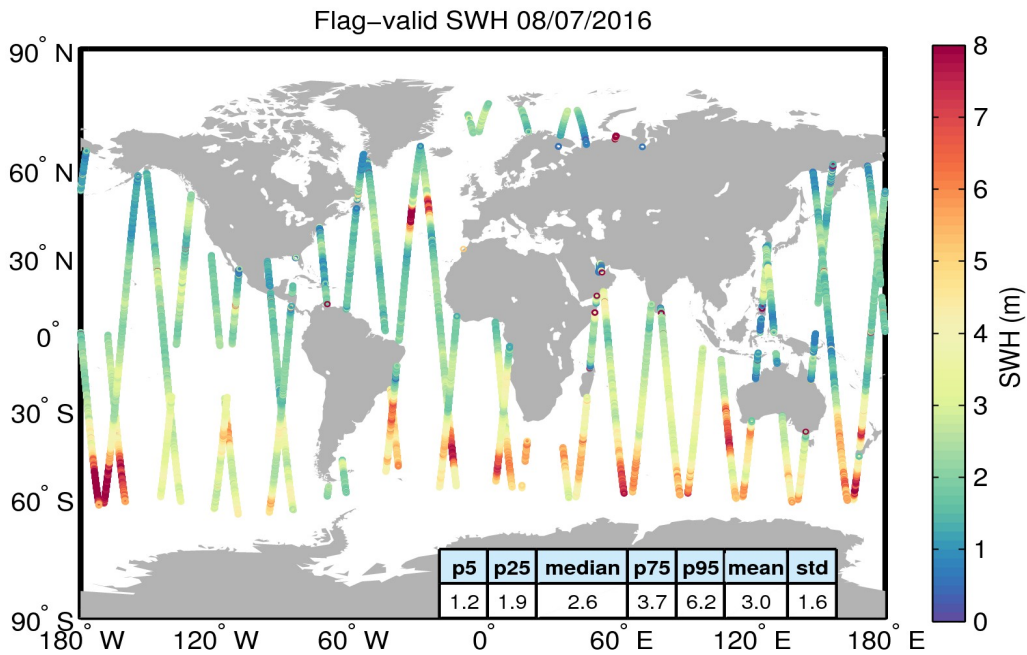 Flag−valid SWH 08/07/2016
90° N
60° N
30° N
0°
30° S
60° S
90° S
180° W
120° W
60° W
0°
60° E
120° E
180° E
p5 p25 median p75 p95 mean std
1.2 1.9 2.6 3.7 6.2 3.0 1.6
8
7
6
5
4
3
2
1
0
SWH (m)